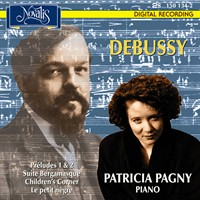 Novalis
DIGITAL RECORDING
DEBUSSY
Préludes 1 & 2
Suite Bergamasque
Children's Corner
Le petit nègre
PATRICIA PAGNY
PIANO